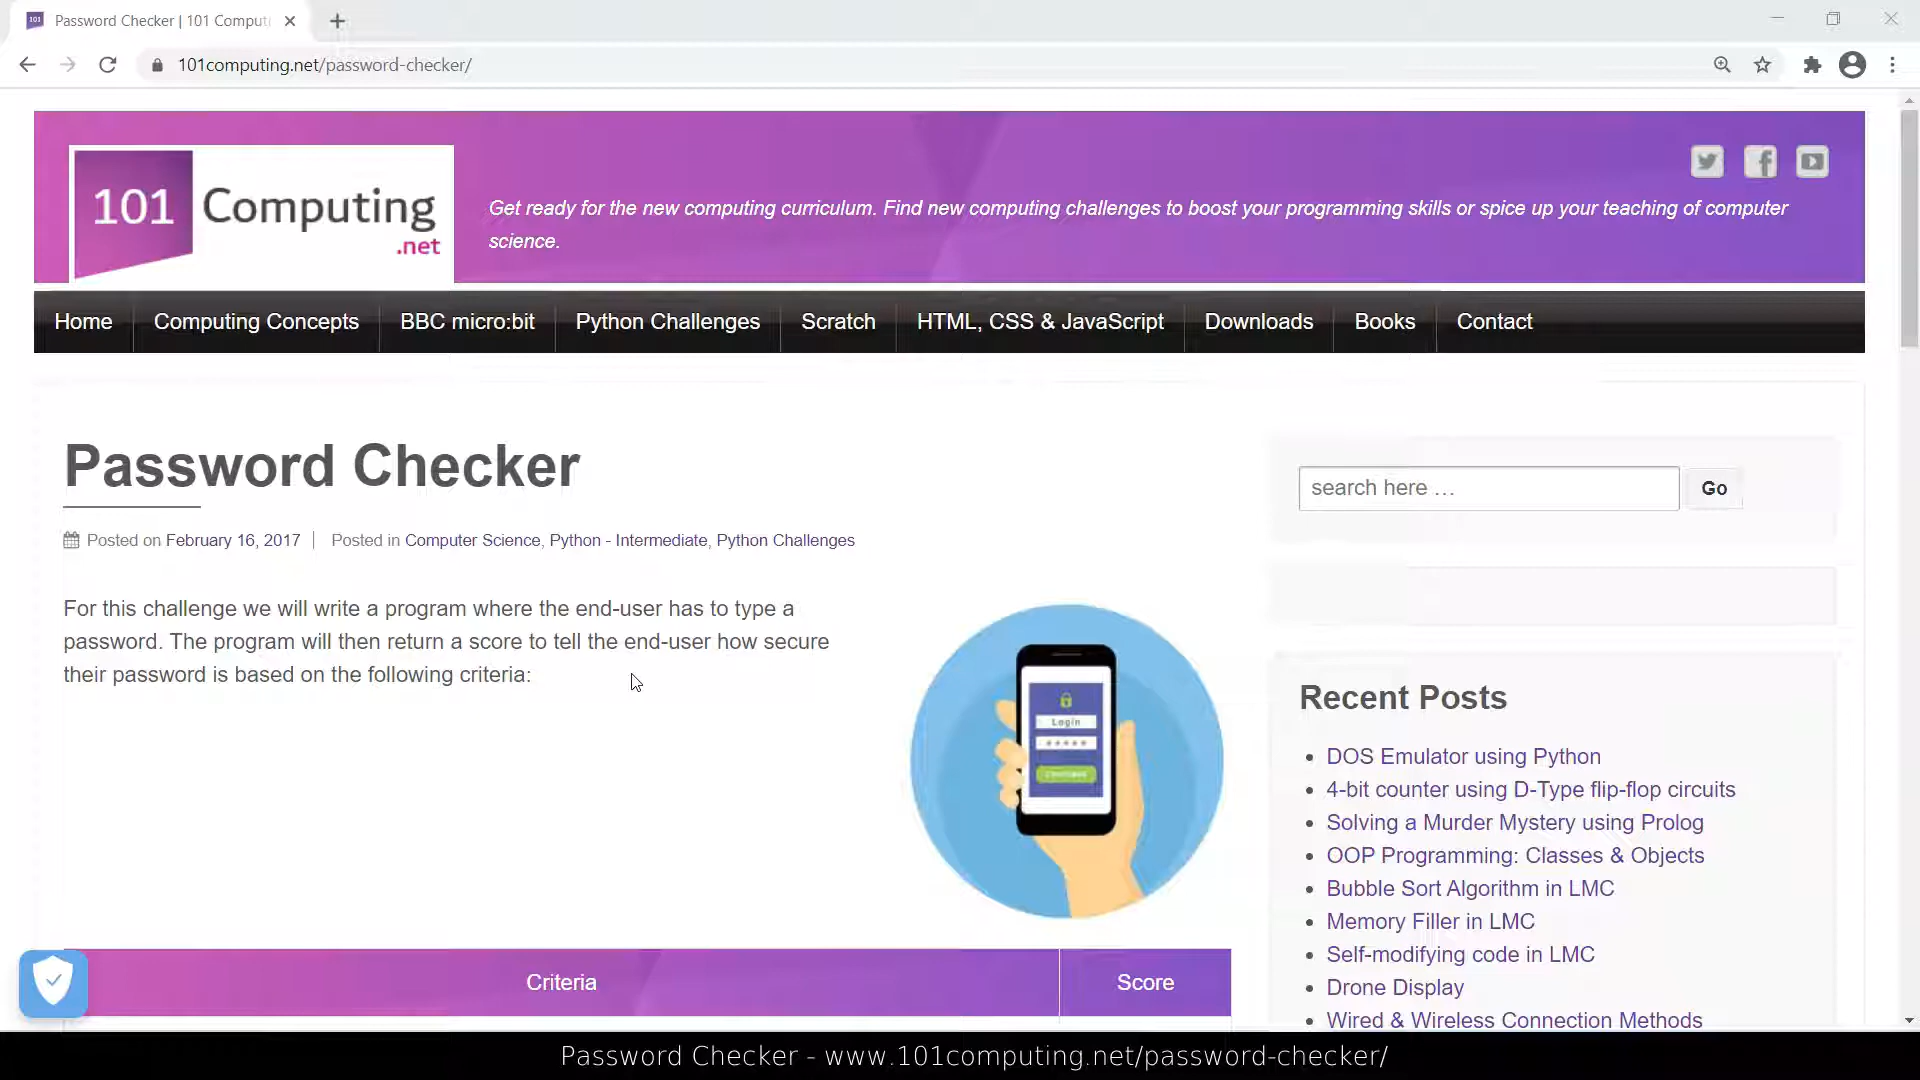 101
Password Checker | 101 Computi
101computing.net/password-checker/
101 Computing
.net
Get ready for the new computing curriculum. Find new computing challenges to boost your programming skills or spice up your teaching of computer
science.
Home
Computing Concepts
BBC micro:bit
Python Challenges
Scratch
HTML, CSS & JavaScript
Downloads
Books
Contact
Password Checker
Posted on February 16, 2017
Posted in Computer Science, Python - Intermediate, Python Challenges
For this challenge we will write a program where the end-user has to type a
password. The program will then return a score to tell the end-user how secure
their password is based on the following criteria:
Login
*****
search here …
Go
Recent Posts
DOS Emulator using Python
4-bit counter using D-Type flip-flop circuits
Solving a Murder Mystery using Prolog
OOP Programming: Classes & Objects
Bubble Sort Algorithm in LMC
Memory Filler in LMC
Self-modifying code in LMC
Drone Display
Wired & Wireless Connection Methods
Criteria
Score
Password Checker - www.101computing.net/password-checker/